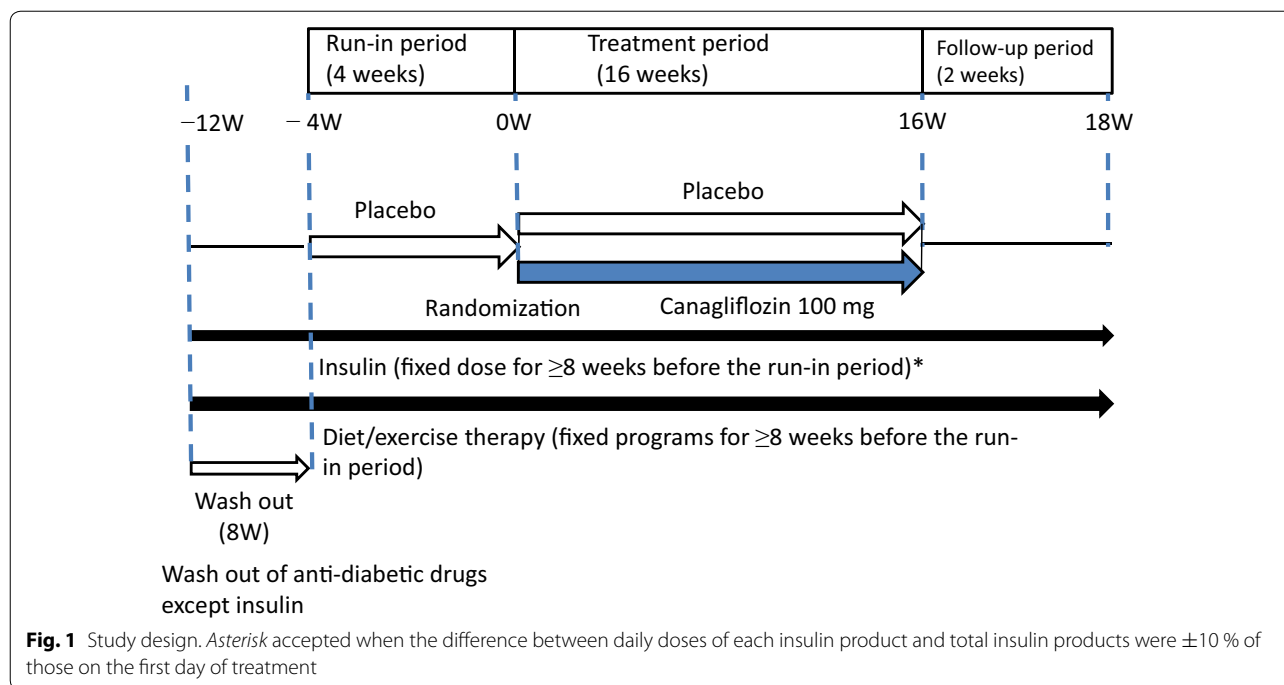 Run-in period
(4 weeks)
Treatment period
(16 weeks)
Follow-up period
(2 weeks)
−12W
− 4W
0W
16W
18W
Placebo
Placebo
Randomization
Canagliflozin 100 mg
Insulin (fixed dose for ≥8 weeks before the run-in period)*
Diet/exercise therapy (fixed programs for ≥8 weeks before the run-
in period)
Wash out
(8W)
Wash out of anti-diabetic drugs
except insulin
Fig. 1 Study design. Asterisk accepted when the difference between daily doses of each insulin product and total insulin products were ±10 % of
those on the first day of treatment